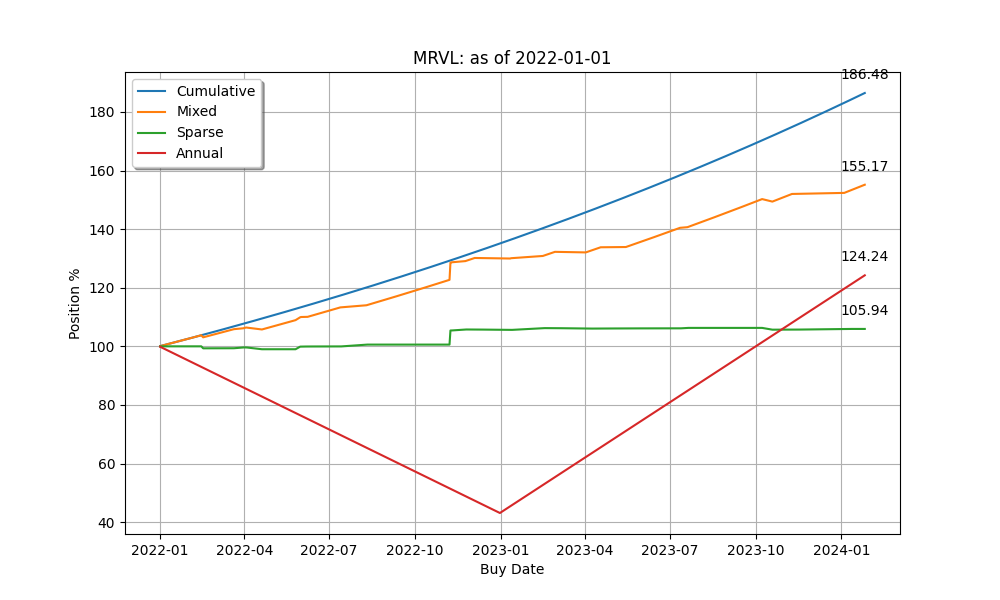 MRVL: as of 2022-01-01
Cumulative
Mixed
Sparse
Annual
186.48
155.17
124.24
105.94
Position %
180
160
140
120
100
80
60
40
2022-01 2022-04 2022-07 2022-10 2023-01 2023-04 2023-07 2023-10 2024-01
Buy Date